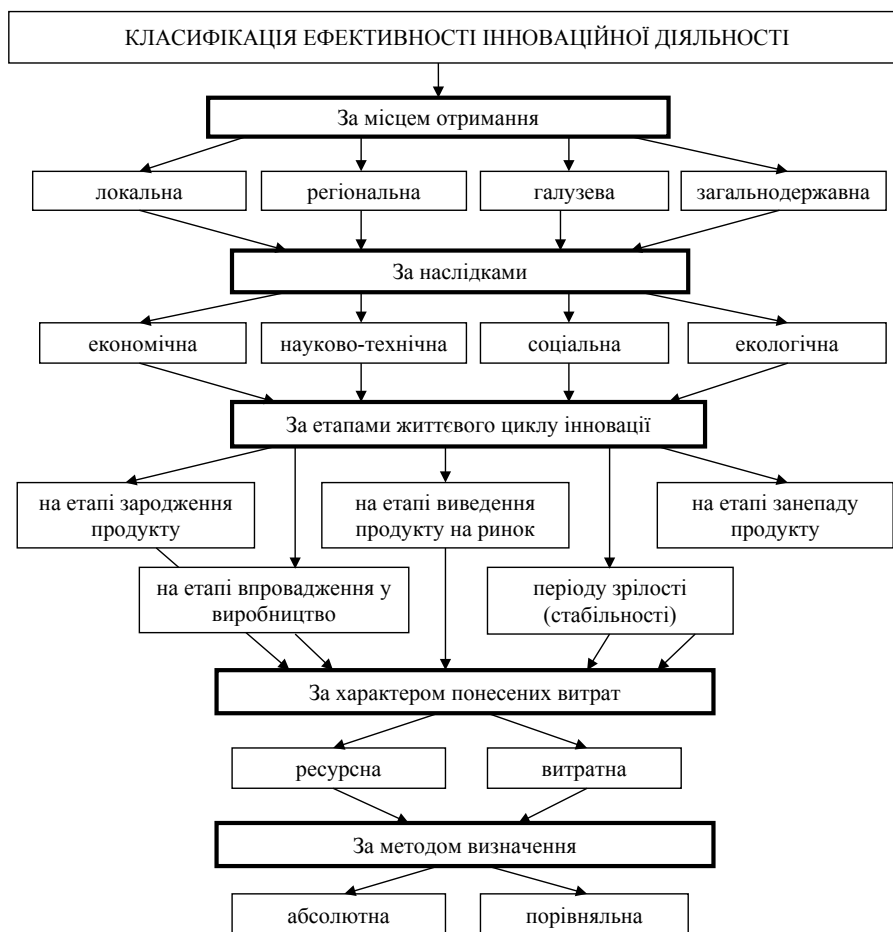 КЛАСИФІКАЦІЯ ЕФЕКТИВНОСТІ ІННОВАЦІЙНОЇ ДІЯЛЬНОСТІ
За місцем отримання
локальна
регіональна
галузева
загальнодержавна
За наслідками
економічна
науково-технічна
соціальна
екологічна
За етапами життєвого циклу інновації
на етапі зародження
продукту
на етапі виведення
продукту на ринок
на етапі занепаду
продукту
на етапі впровадження у
виробництво
періоду зрілості
(стабільності)
За характером понесених витрат
ресурсна
витратна
За методом визначення
абсолютна
порівняльна